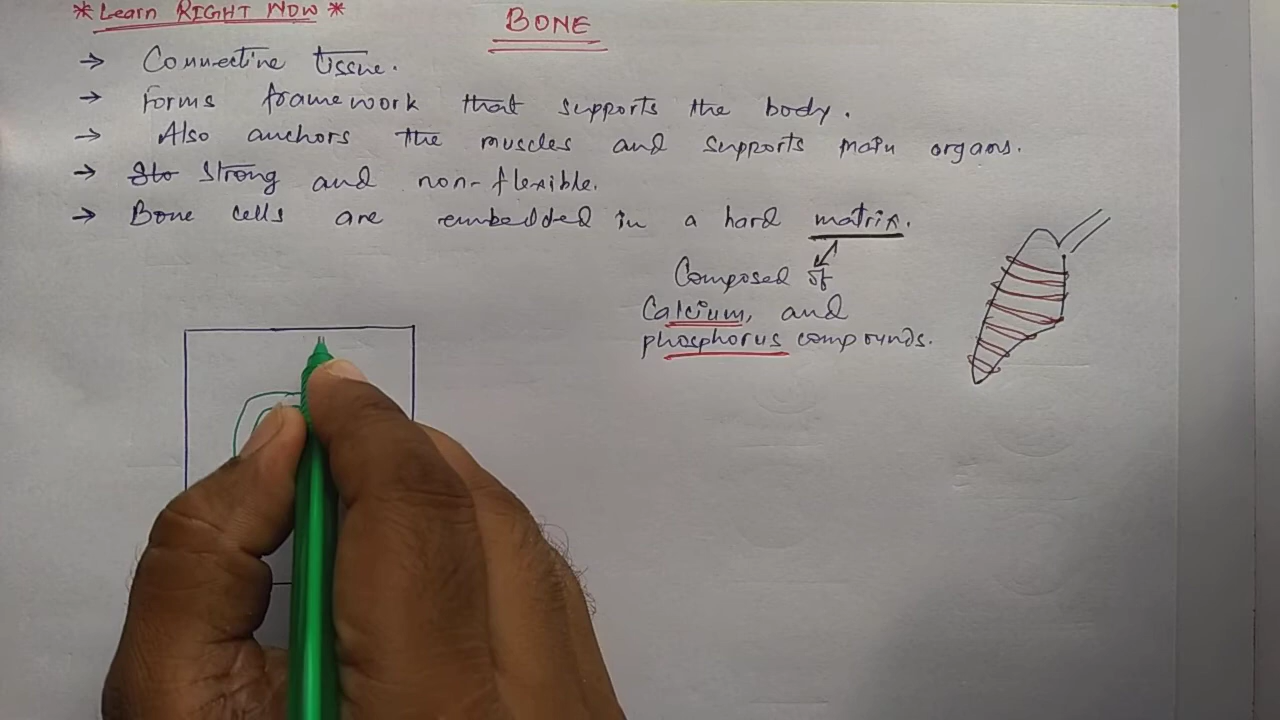 *Learn RIGHT NOW*
BONE
→ Connective tissue.
→ Forms framework that supports the body.
→ Also anchors the muscles and supports main organs.
→ Sto Strong and non-flexible.
→ Bone cells are embedded in a hard matrix.
Composed of
Calcium, and
phosphorus compounds.